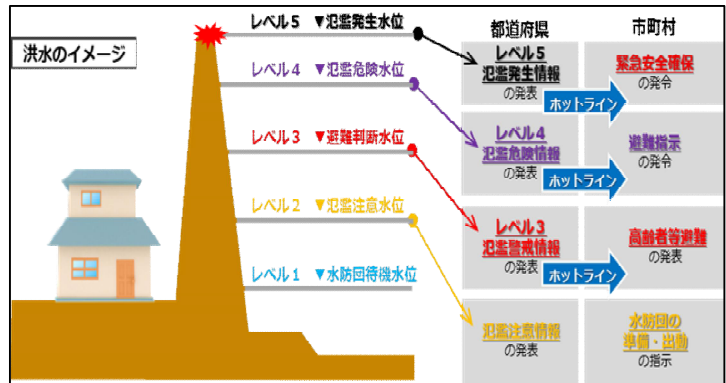 洪水のイメージ
レベル5 ▼氾濫発生水位
レベル4 ▼氾濫危険水位
レベル3 ▼避難判断水位
レベル2 ▼氾濫注意水位
レベル1 ▼水防団待機水位
都道府県
レベル5
氾濫発生情報
の発表
ホットライン
レベル4
氾濫危険情報
の発表
ホットライン
レベル3
氾濫警戒情報
の発表
ホットライン
氾濫注意情報
の発表
市町村
緊急安全確保
の発令
避難指示
の発令
高齢者等避難
の発表
水防団の
準備・出動
の指示